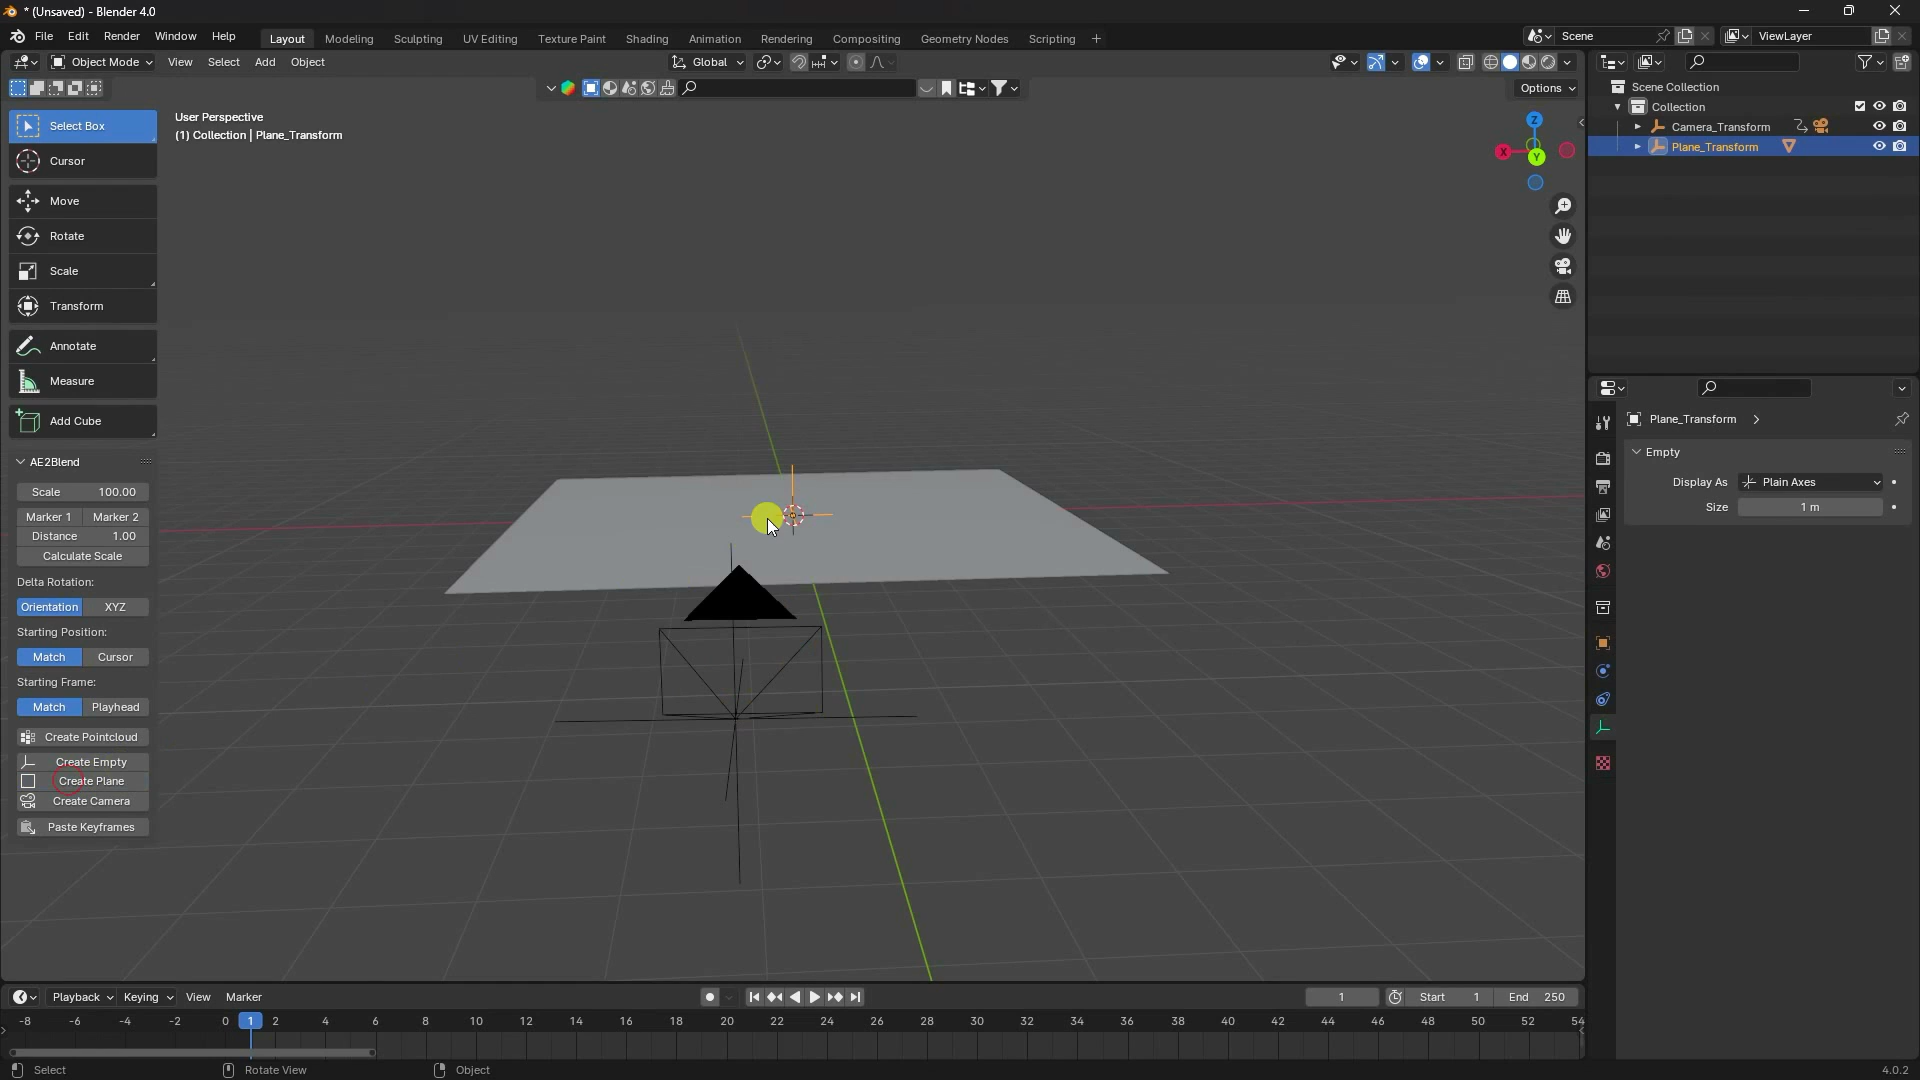 * (Unsaved) - Blender 4.0
File Edit Render Window Help Layout Modeling Sculpting UV Editing Texture Paint Shading Animation Rendering Compositing Geometry Nodes Scripting + Scene ViewLayer
Object Mode View Select Add Object Global
Options
User Perspective
(1) Collection | Plane_Transform
Select Box
Cursor
Move
Rotate
Scale
Transform
Annotate
Measure
Add Cube
AE2Blend
Scale 100.00
Marker 1 Marker 2
Distance 1.00
Calculate Scale
Delta Rotation:
Orientation XYZ
Starting Position:
Match Cursor
Starting Frame:
Match Playhead
Create Pointcloud
Create Empty
Create Plane
Create Camera
Paste Keyframes
Z
X
Y
Scene Collection
Collection
Camera_Transform
Plane_Transform
Plane_Transform
Empty
Display As Plain Axes
Size 1 m
Playback Keying View Marker 1 Start 1 End 250
-8 -6 -4 -2 0 1 2 4 6 8 10 12 14 16 18 20 22 24 26 28 30 32 34 36 38 40 42 44 46 48 50 52 54
Select Rotate View Object 4.0.2